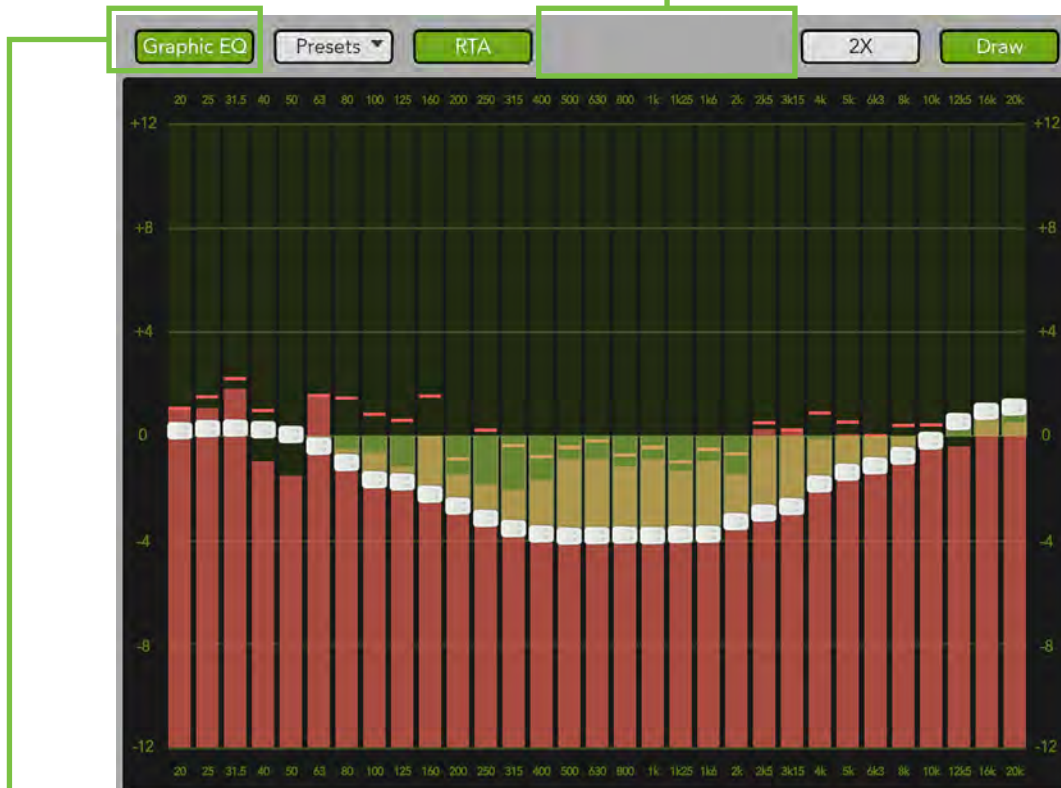 Graphic EQ Presets RTA 2X Draw
20 25 31.5 40 50 63 80 100 125 160 200 250 315 400 500 630 800 1k 1k25 1k6 2k 2k5 3k15 4k 5k 6k3 8k 10k 12k5 16k 20k
+12 +12
+8 +8
+4 +4
0 0
-4 -4
-8 -8
-12 -12
20 25 31.5 40 50 63 80 100 125 160 200 250 315 400 500 630 800 1k 1k25 1k6 2k 2k5 3k15 4k 5k 6k3 8k 10k 12k5 16k 20k